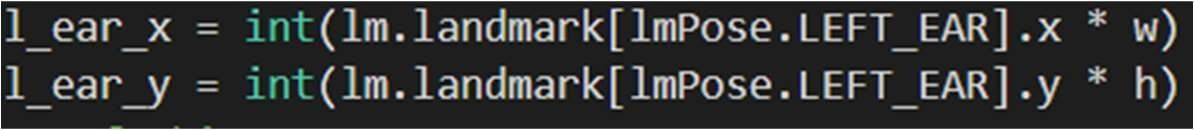 l_ear_x = int(lm.landmark[lmPose.LEFT_EAR].x * w)
l_ear_y = int(lm.landmark[lmPose.LEFT_EAR].y * h)